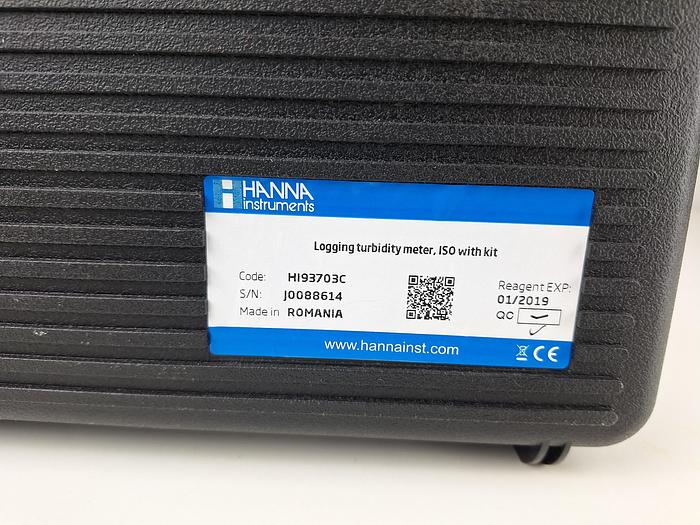 HANNA
instruments
Logging turbidity meter, ISO with kit
Code: HI93703C
S/N: J0088614
Made in ROMANIA
Reagent EXP:
01/2019
QC
www.hannainst.com
CE